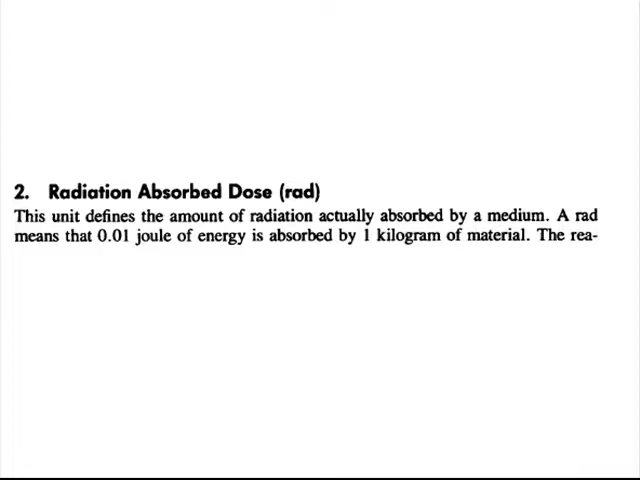 2. Radiation Absorbed Dose (rad)
This unit defines the amount of radiation actually absorbed by a medium. A rad
means that 0.01 joule of energy is absorbed by 1 kilogram of material. The rea-